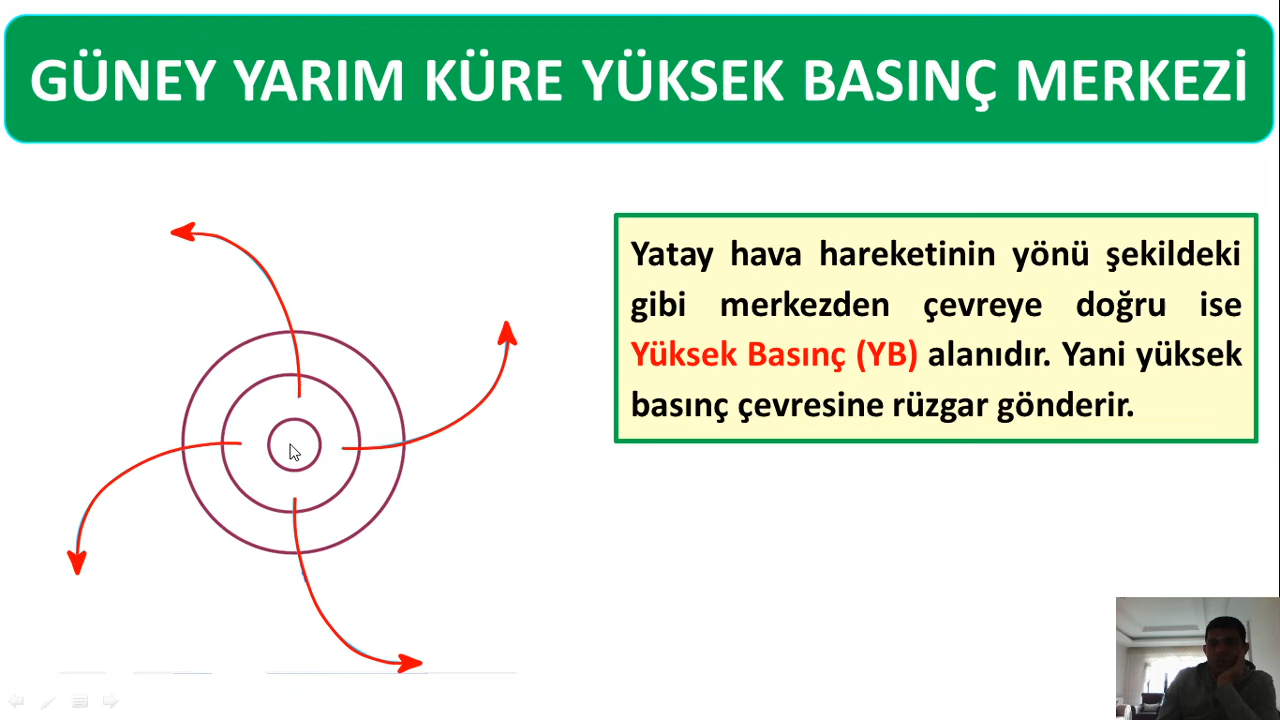 GÜNEY YARIM KÜRE YÜKSEK BASINÇ MERKEZİ
Yatay hava hareketinin yönü şekildeki
gibi merkezden çevreye doğru ise
Yüksek Basınç (YB) alanıdır. Yani yüksek
basınç çevresine rüzgar gönderir.